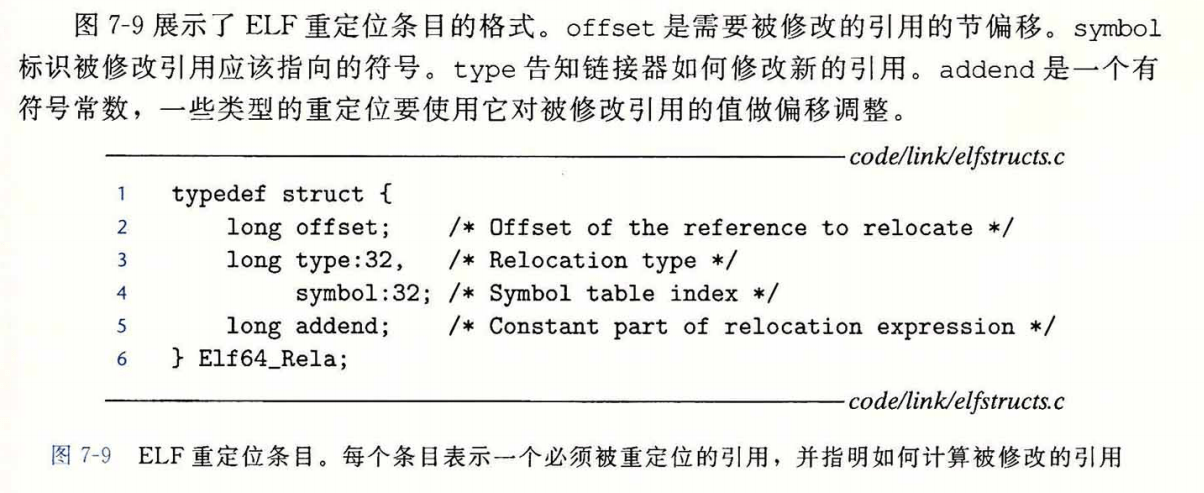 图 7-9 展示了 ELF 重定位条目的格式。offset 是需要被修改的引用的节偏移。symbol
标识被修改引用应该指向的符号。type 告知链接器如何修改新的引用。addend 是一个有
符号常数，一些类型的重定位要使用它对被修改引用的值做偏移调整。
code/link/elfstructs.c
1 typedef struct {
2 long offset; /* Offset of the reference to relocate */
3 long type:32, /* Relocation type */
4 symbol:32; /* Symbol table index */
5 long addend; /* Constant part of relocation expression */
6 } Elf64_Rela;
code/link/elfstructs.c
图 7-9 ELF 重定位条目。每个条目表示一个必须被重定位的引用，并指明如何计算被修改的引用